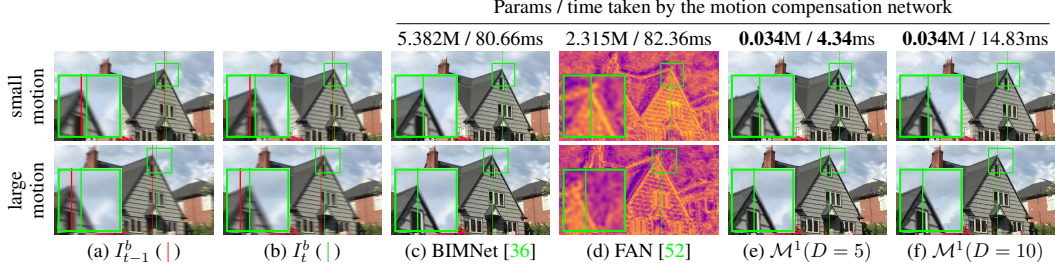 Params / time taken by the motion compensation network
5.382M / 80.66ms 2.315M / 82.36ms 0.034M / 4.34ms 0.034M / 14.83ms
small
motion
large
motion
(a) I^b_{t−1} (|) (b) I^b_t (|) (c) BIMNet [36] (d) FAN [52] (e) M^1(D = 5) (f) M^1(D = 10)